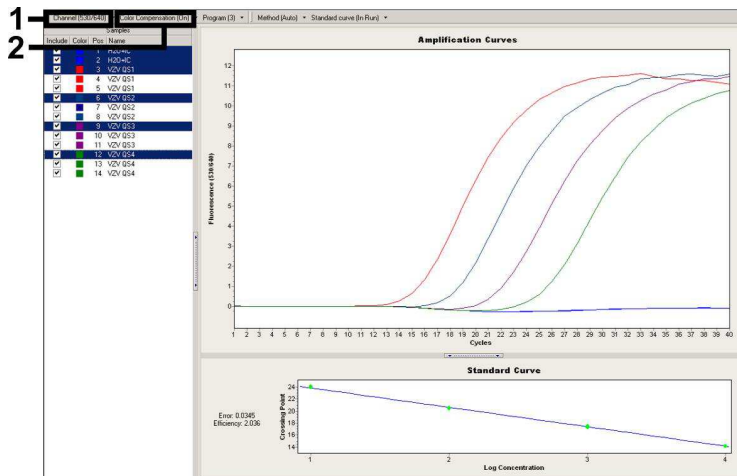 1
Channel (530/640) Color Compensation (On) Program (3) Method (Auto) Standard curve (In Run)
2
Samples
Include Color Pos Name
1 H2O+IC
2 H2O+IC
3 VZV QS1
4 VZV QS1
5 VZV QS1
6 VZV QS2
7 VZV QS2
8 VZV QS2
9 VZV QS3
10 VZV QS3
11 VZV QS3
12 VZV QS4
13 VZV QS4
14 VZV QS4
Amplification Curves
Fluorescence (530/640)
12
11
10
9
8
7
6
5
4
3
2
1
0
1 2 3 4 5 6 7 8 9 10 11 12 13 14 15 16 17 18 19 20 21 22 23 24 25 26 27 28 29 30 31 32 33 34 35 36 37 38 39 40
Cycles
Standard Curve
Error: 0.0345
Efficiency: 2.036
Crossing Point
24
22
20
18
16
14
1 2 3 4
Log Concentration